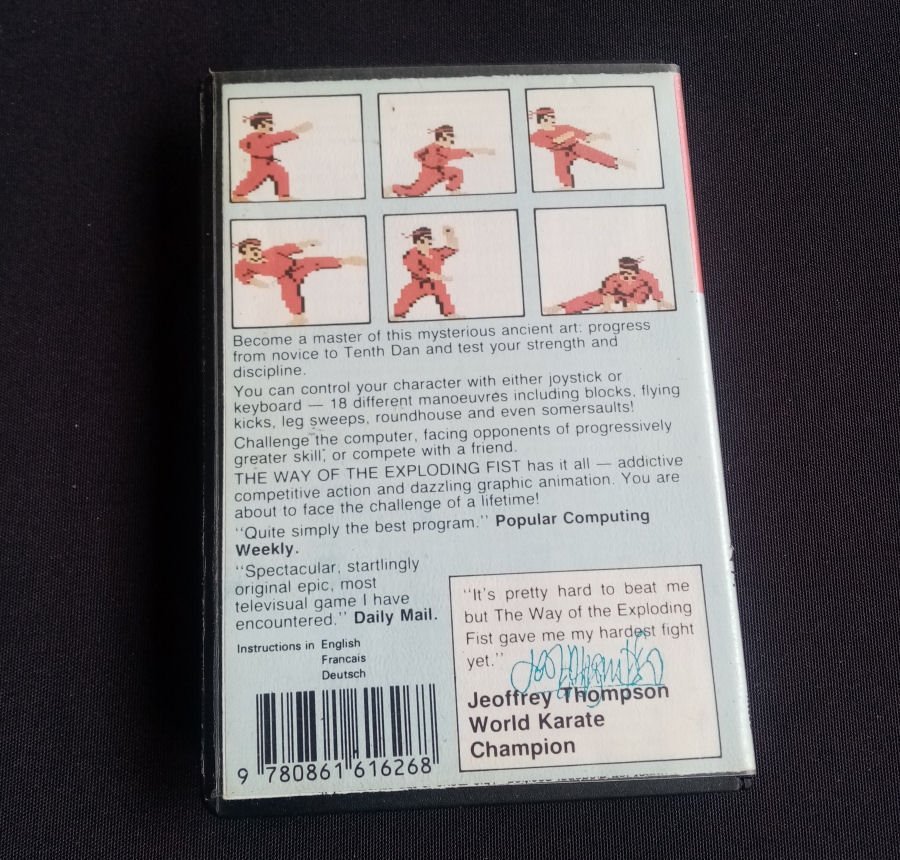 Become a master of this mysterious ancient art: progress
from novice to Tenth Dan and test your strength and
discipline.
You can control your character with either joystick or
keyboard — 18 different manoeuvres including blocks, flying
kicks, leg sweeps, roundhouse and even somersaults!
Challenge the computer, facing opponents of progressively
greater skill, or compete with a friend.
THE WAY OF THE EXPLODING FIST has it all — addictive
competitive action and dazzling graphic animation. You are
about to face the challenge of a lifetime!
"Quite simply the best program." Popular Computing
Weekly.
"Spectacular, startlingly
original epic, most
televisual game I have
encountered." Daily Mail.
Instructions in English
Francais
Deutsch
9 780861 616268
"It's pretty hard to beat me
but The Way of the Exploding
Fist gave me my hardest fight
yet."
Jeoffrey Thompson
World Karate
Champion